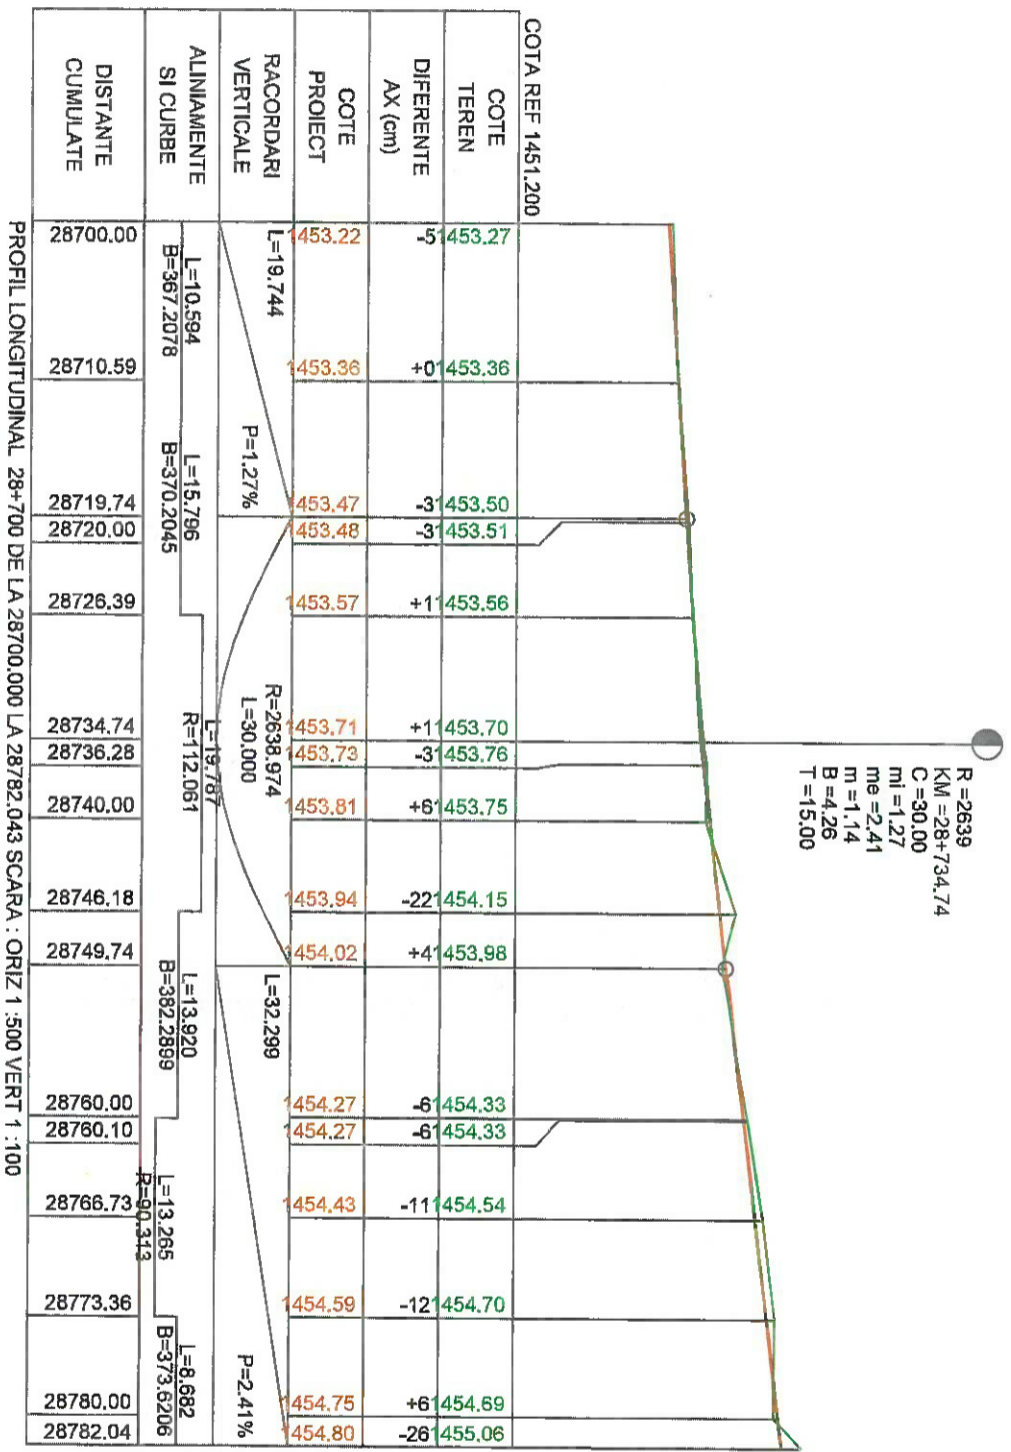 R =2639
KM =28+734.74
C =30.00
mi =1.27
me =2.41
m =1.14
B =4.26
T =15.00
COTA REF 1451.200
COTE TEREN
1453.27
1453.36
1453.50
1453.51
1453.56
1453.70
1453.76
1453.75
1454.15
1453.98
1454.33
1454.33
1454.54
1454.70
1454.69
1455.06
DIFERENTE AX (cm)
-5
+0
-3
-3
+1
+1
-3
+6
-22
+4
-6
-6
-11
-12
+6
-26
COTE PROIECT
1453.22
1453.36
1453.47
1453.48
1453.57
1453.71
1453.73
1453.81
1453.94
1454.02
1454.27
1454.27
1454.43
1454.59
1454.75
1454.80
RACORDARI VERTICALE
L=19.744
P=1.27%
R=2638.974
L=30.000
L=32.299
P=2.41%
ALINIAMENTE SI CURBE
L=10.594
B=367.2078
L=15.796
B=370.2045
L=19.787
R=112.061
L=13.920
B=382.2899
L=13.265
R=90.313
L=8.682
B=373.6206
DISTANTE CUMULATE
28700.00
28710.59
28719.74
28720.00
28726.39
28734.74
28736.28
28740.00
28746.18
28749.74
28760.00
28760.10
28766.73
28773.36
28780.00
28782.04
PROFIL LONGITUDINAL 28+700 DE LA 28700.000 LA 28782.043 SCARA : ORIZ 1 :500 VERT 1 :100